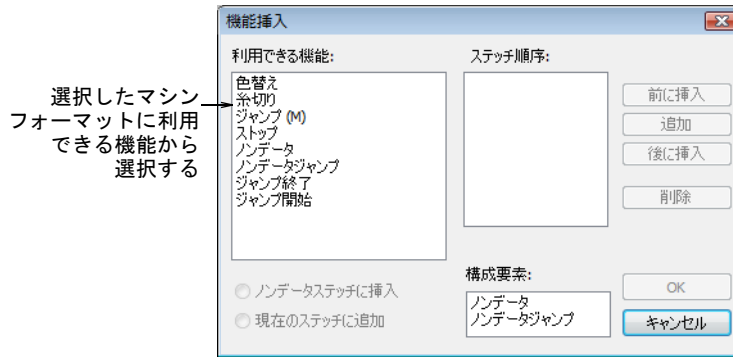 機能挿入
利用できる機能:
色替え
糸切り
ジャンプ (M)
ストップ
ノンデータ
ノンデータジャンプ
ジャンプ終了
ジャンプ開始
選択したマシン
フォーマットに利用
できる機能から
選択する
ノンデータステッチに挿入
現在のステッチに追加
ステッチ順序:
構成要素:
ノンデータ
ノンデータジャンプ
前に挿入
追加
後に挿入
削除
OK
キャンセル